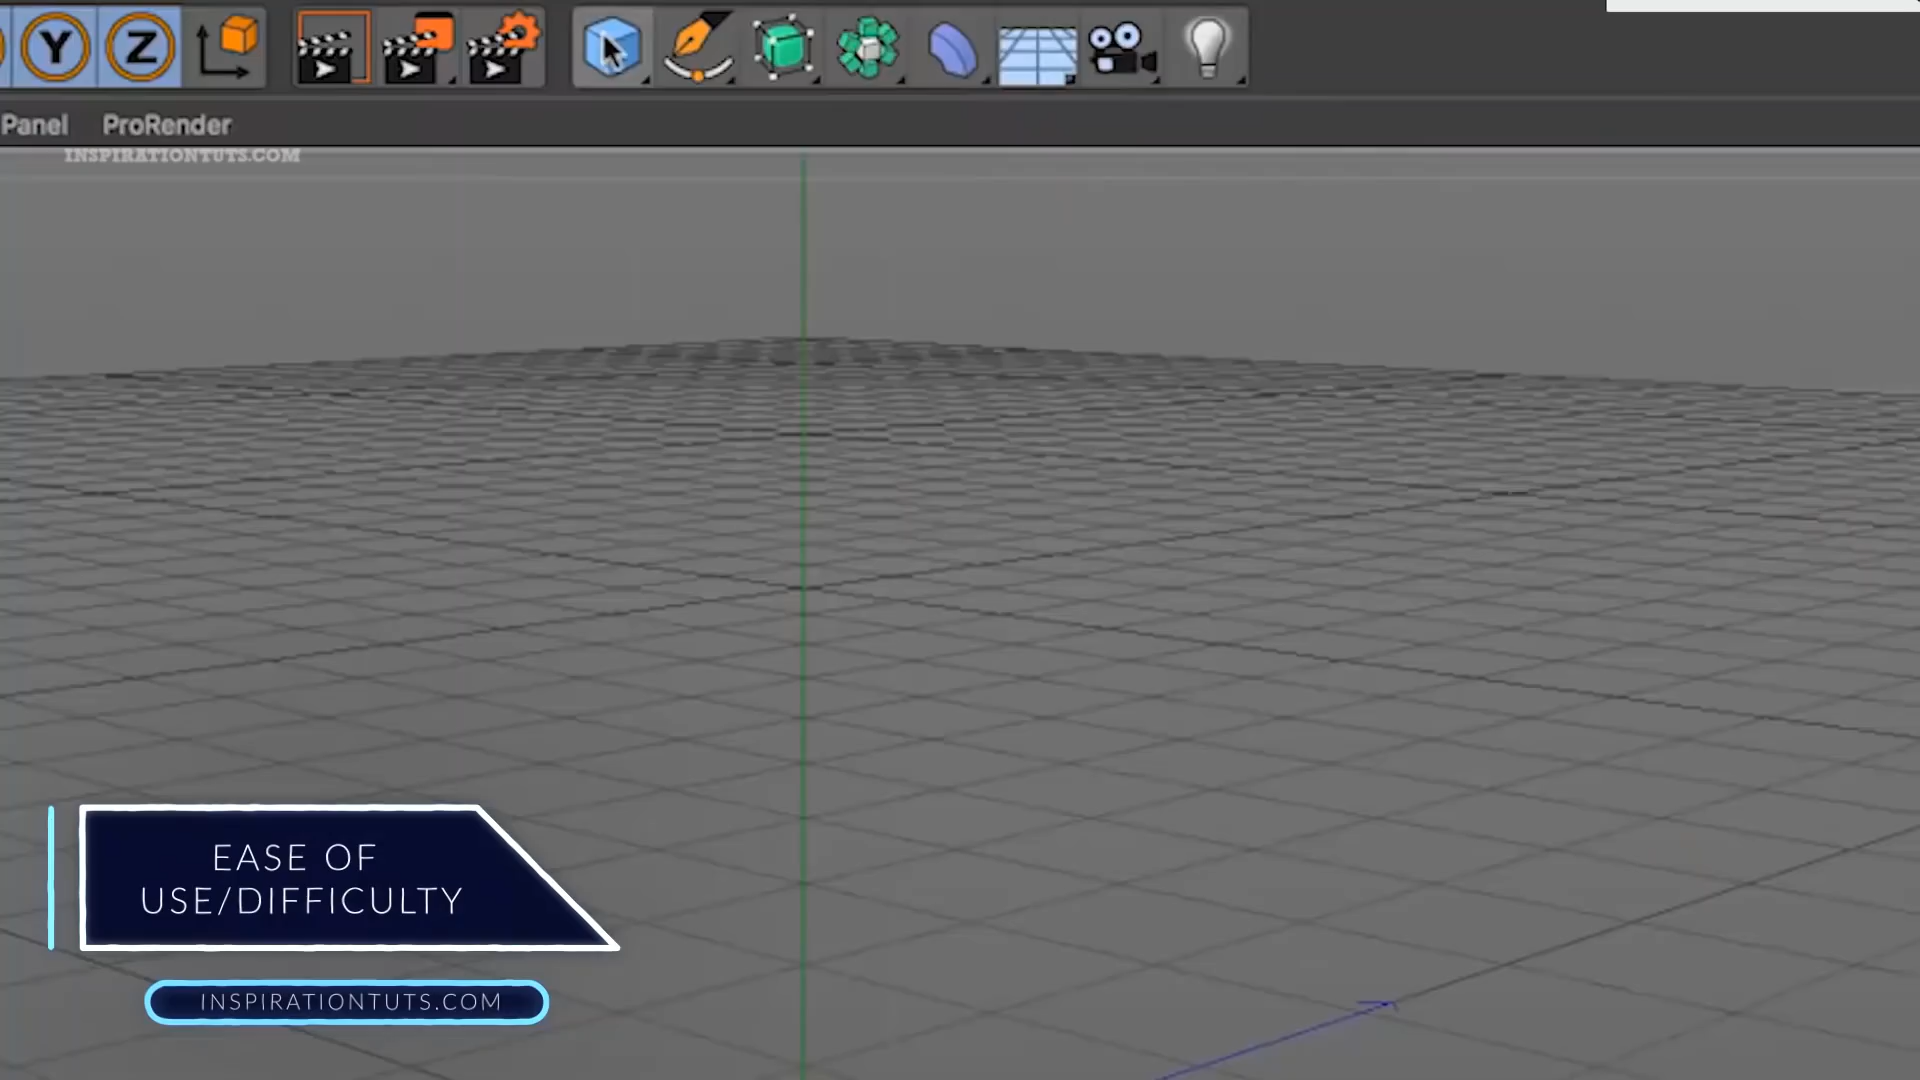 Y Z
Panel ProRender
INSPIRATIONTUTS.COM
EASE OF
USE/DIFFICULTY
INSPIRATIONTUTS.COM